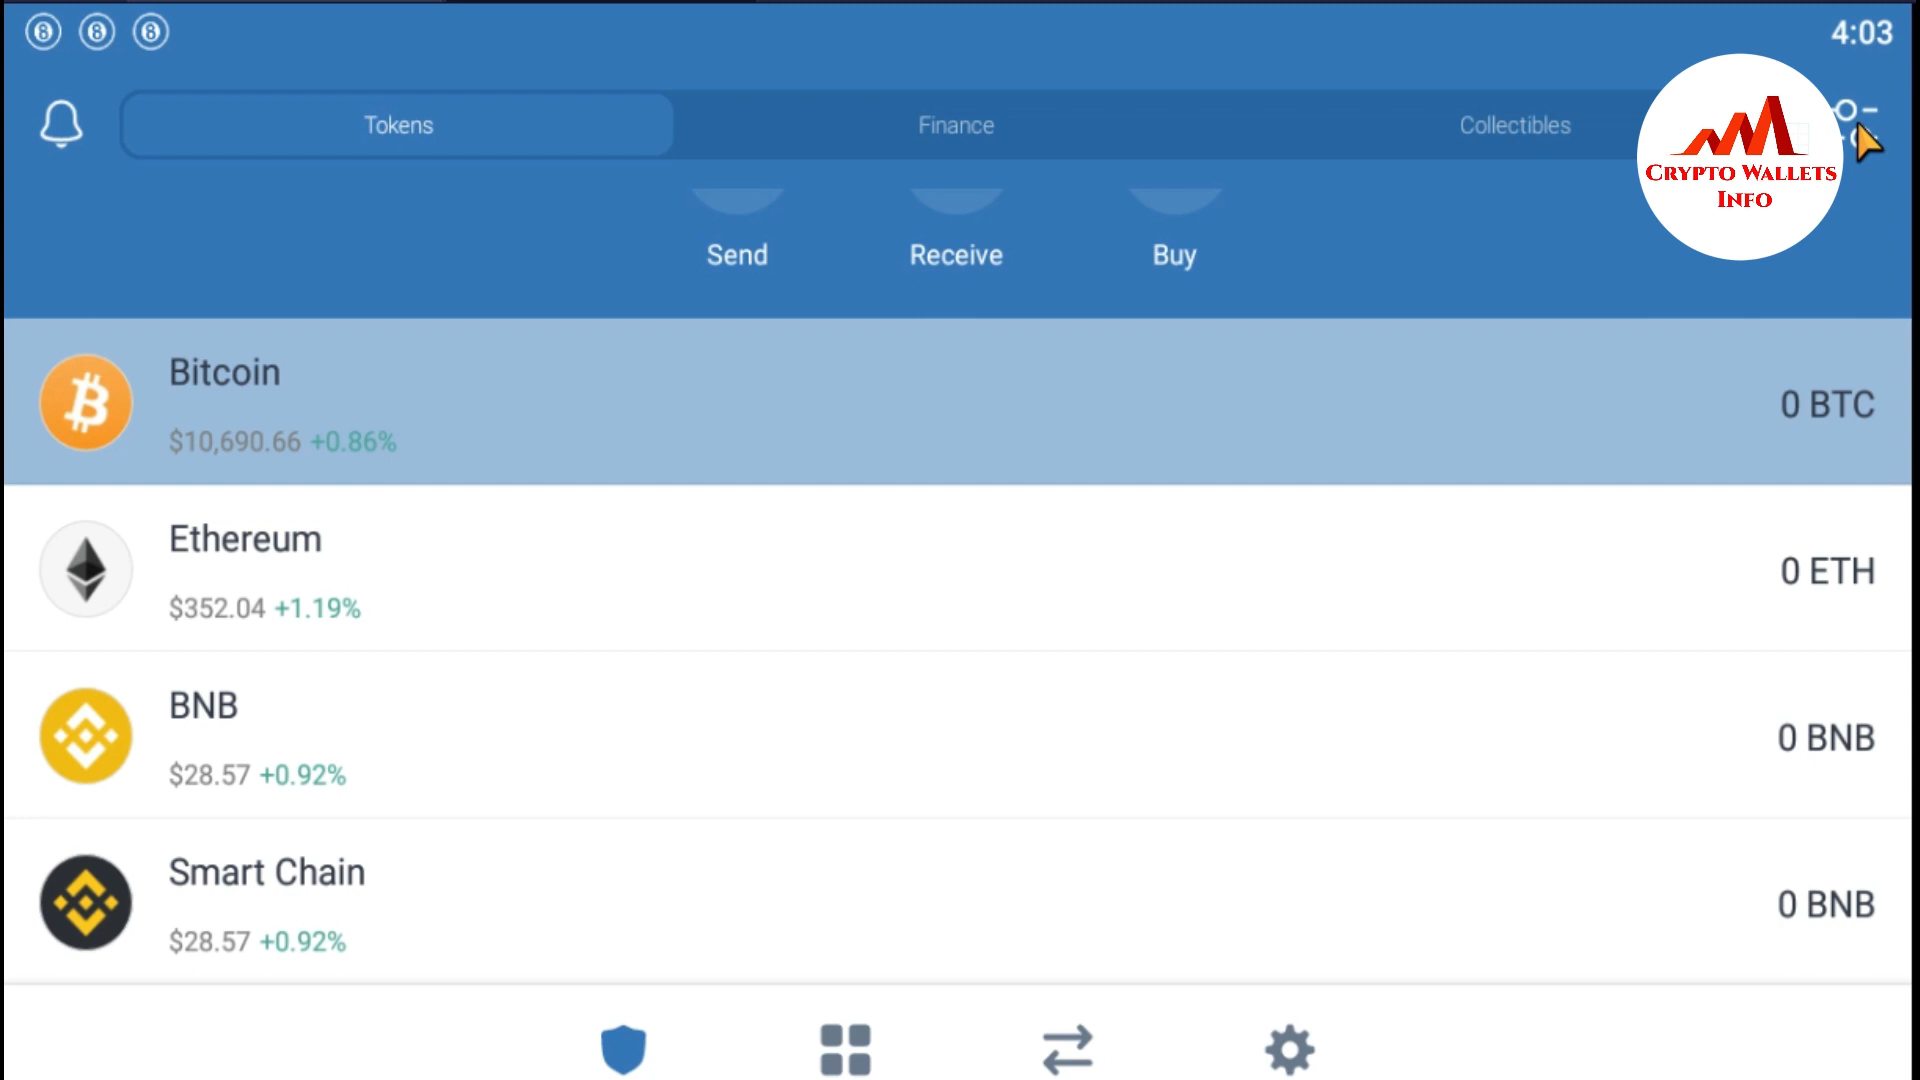 4:03
Tokens
Finance
Collectibles
Crypto Wallets
Info
Send
Receive
Buy
Bitcoin
$10,690.66 +0.86%
0 BTC
Ethereum
$352.04 +1.19%
0 ETH
BNB
$28.57 +0.92%
0 BNB
Smart Chain
$28.57 +0.92%
0 BNB